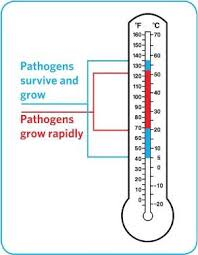 °F °C
160 70
150
140 60
130
120 50
110
100 40
90 30
80
70 20
60
50 10
40 5
30 0
20
10 -10
0 -20
Pathogens
survive and
grow
Pathogens
grow rapidly